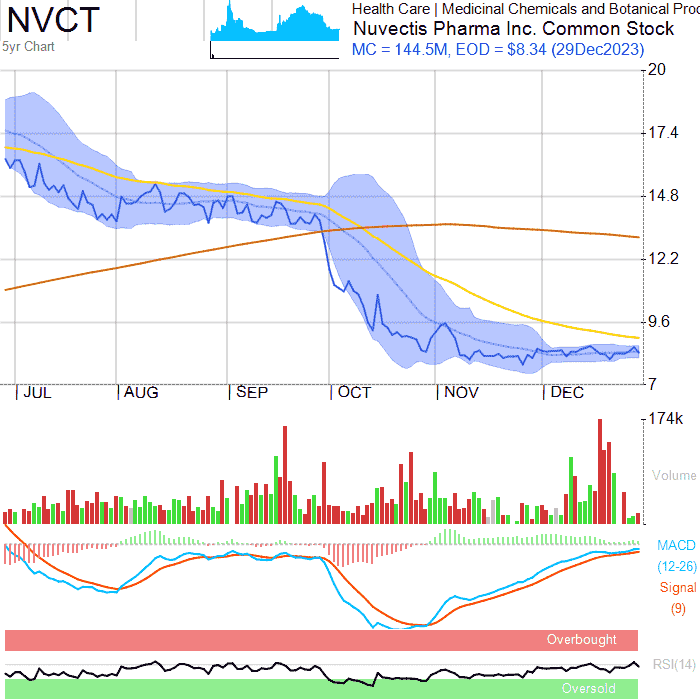 NVCT
5yr Chart
Health Care | Medicinal Chemicals and Botanical Prod
Nuvectis Pharma Inc. Common Stock
MC = 144.5M, EOD = $8.34 (29Dec2023)
20
17.4
14.8
12.2
9.6
7
JUL AUG SEP OCT NOV DEC
174k
Volume
MACD
(12-26)
Signal
(9)
Overbought
RSI(14)
Oversold